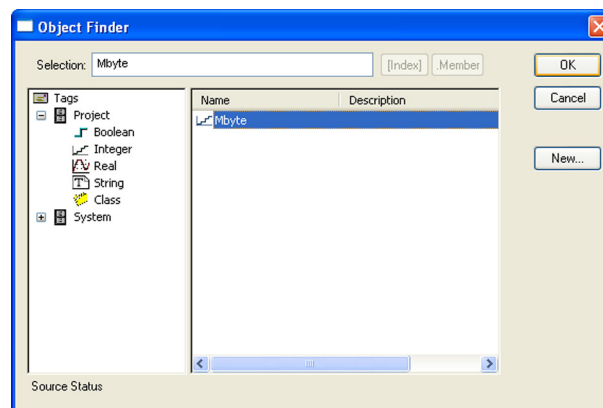 Object Finder
Selection: Mbyte [Index] .Member OK
Tags Name Description Cancel
Project Mbyte
Boolean
Integer New...
Real
String
Class
System
Source Status